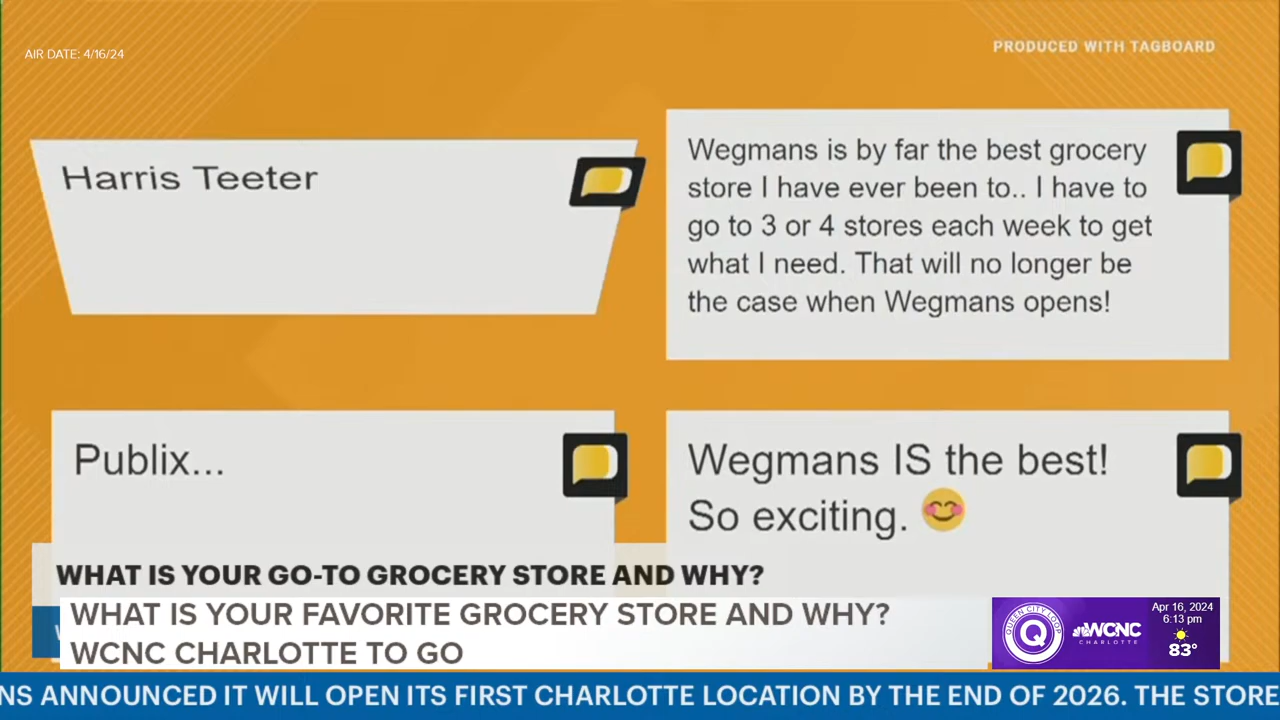 AIR DATE: 4/16/24
PRODUCED WITH TAGBOARD
Harris Teeter
Wegmans is by far the best grocery
store I have ever been to.. I have to
go to 3 or 4 stores each week to get
what I need. That will no longer be
the case when Wegmans opens!
Publix...
Wegmans IS the best!
So exciting. 😊
WHAT IS YOUR GO-TO GROCERY STORE AND WHY?
WHAT IS YOUR FAVORITE GROCERY STORE AND WHY?
WCNC CHARLOTTE TO GO
QUEEN CITY LOOP
Q
WCNC
CHARLOTTE
Apr 16, 2024
6:13 pm
83°
NS ANNOUNCED IT WILL OPEN ITS FIRST CHARLOTTE LOCATION BY THE END OF 2026. THE STORE